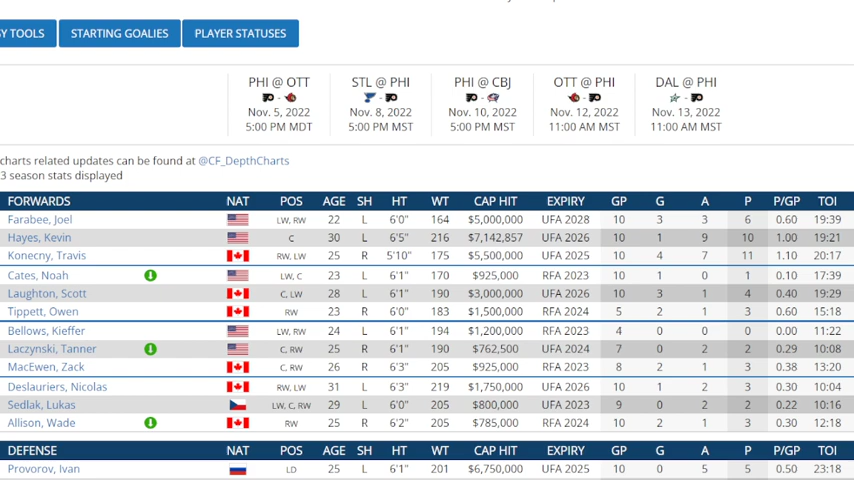 Y TOOLS STARTING GOALIES PLAYER STATUSES
PHI @ OTT STL @ PHI PHI @ CBJ OTT @ PHI DAL @ PHI
Nov. 5, 2022 Nov. 8, 2022 Nov. 10, 2022 Nov. 12, 2022 Nov. 13, 2022
5:00 PM MDT 5:00 PM MST 5:00 PM MST 11:00 AM MST 11:00 AM MST
charts related updates can be found at @CF_DepthCharts
3 season stats displayed
FORWARDS NAT POS AGE SH HT WT CAP HIT EXPIRY GP G A P P/GP TOI
Farabee, Joel LW, RW 22 L 6'0" 164 $5,000,000 UFA 2028 10 3 3 6 0.60 19:39
Hayes, Kevin C 30 L 6'5" 216 $7,142,857 UFA 2026 10 1 9 10 1.00 19:21
Konecny, Travis RW, LW 25 R 5'10" 175 $5,500,000 UFA 2025 10 4 7 11 1.10 20:17
Cates, Noah LW, C 23 L 6'1" 170 $925,000 RFA 2023 10 1 0 1 0.10 17:39
Laughton, Scott C, LW 28 L 6'1" 190 $3,000,000 UFA 2026 10 3 1 4 0.40 19:29
Tippett, Owen RW 23 R 6'0" 183 $1,500,000 RFA 2024 5 2 1 3 0.60 15:18
Bellows, Kieffer LW, RW 24 L 6'1" 194 $1,200,000 RFA 2023 4 0 0 0 0.00 11:22
Laczynski, Tanner C, RW 25 R 6'1" 190 $762,500 UFA 2024 7 0 2 2 0.29 10:08
MacEwen, Zack C, RW 26 R 6'3" 205 $925,000 RFA 2023 8 2 1 3 0.38 13:20
Deslauriers, Nicolas RW, LW 31 L 6'3" 219 $1,750,000 UFA 2026 10 1 2 3 0.30 10:04
Sedlak, Lukas LW, C, RW 29 L 6'0" 205 $800,000 UFA 2023 9 0 2 2 0.22 10:16
Allison, Wade RW 25 R 6'2" 205 $785,000 RFA 2024 10 2 1 3 0.30 12:18
DEFENSE NAT POS AGE SH HT WT CAP HIT EXPIRY GP G A P P/GP TOI
Provorov, Ivan LD 25 L 6'1" 201 $6,750,000 UFA 2025 10 0 5 5 0.50 23:18